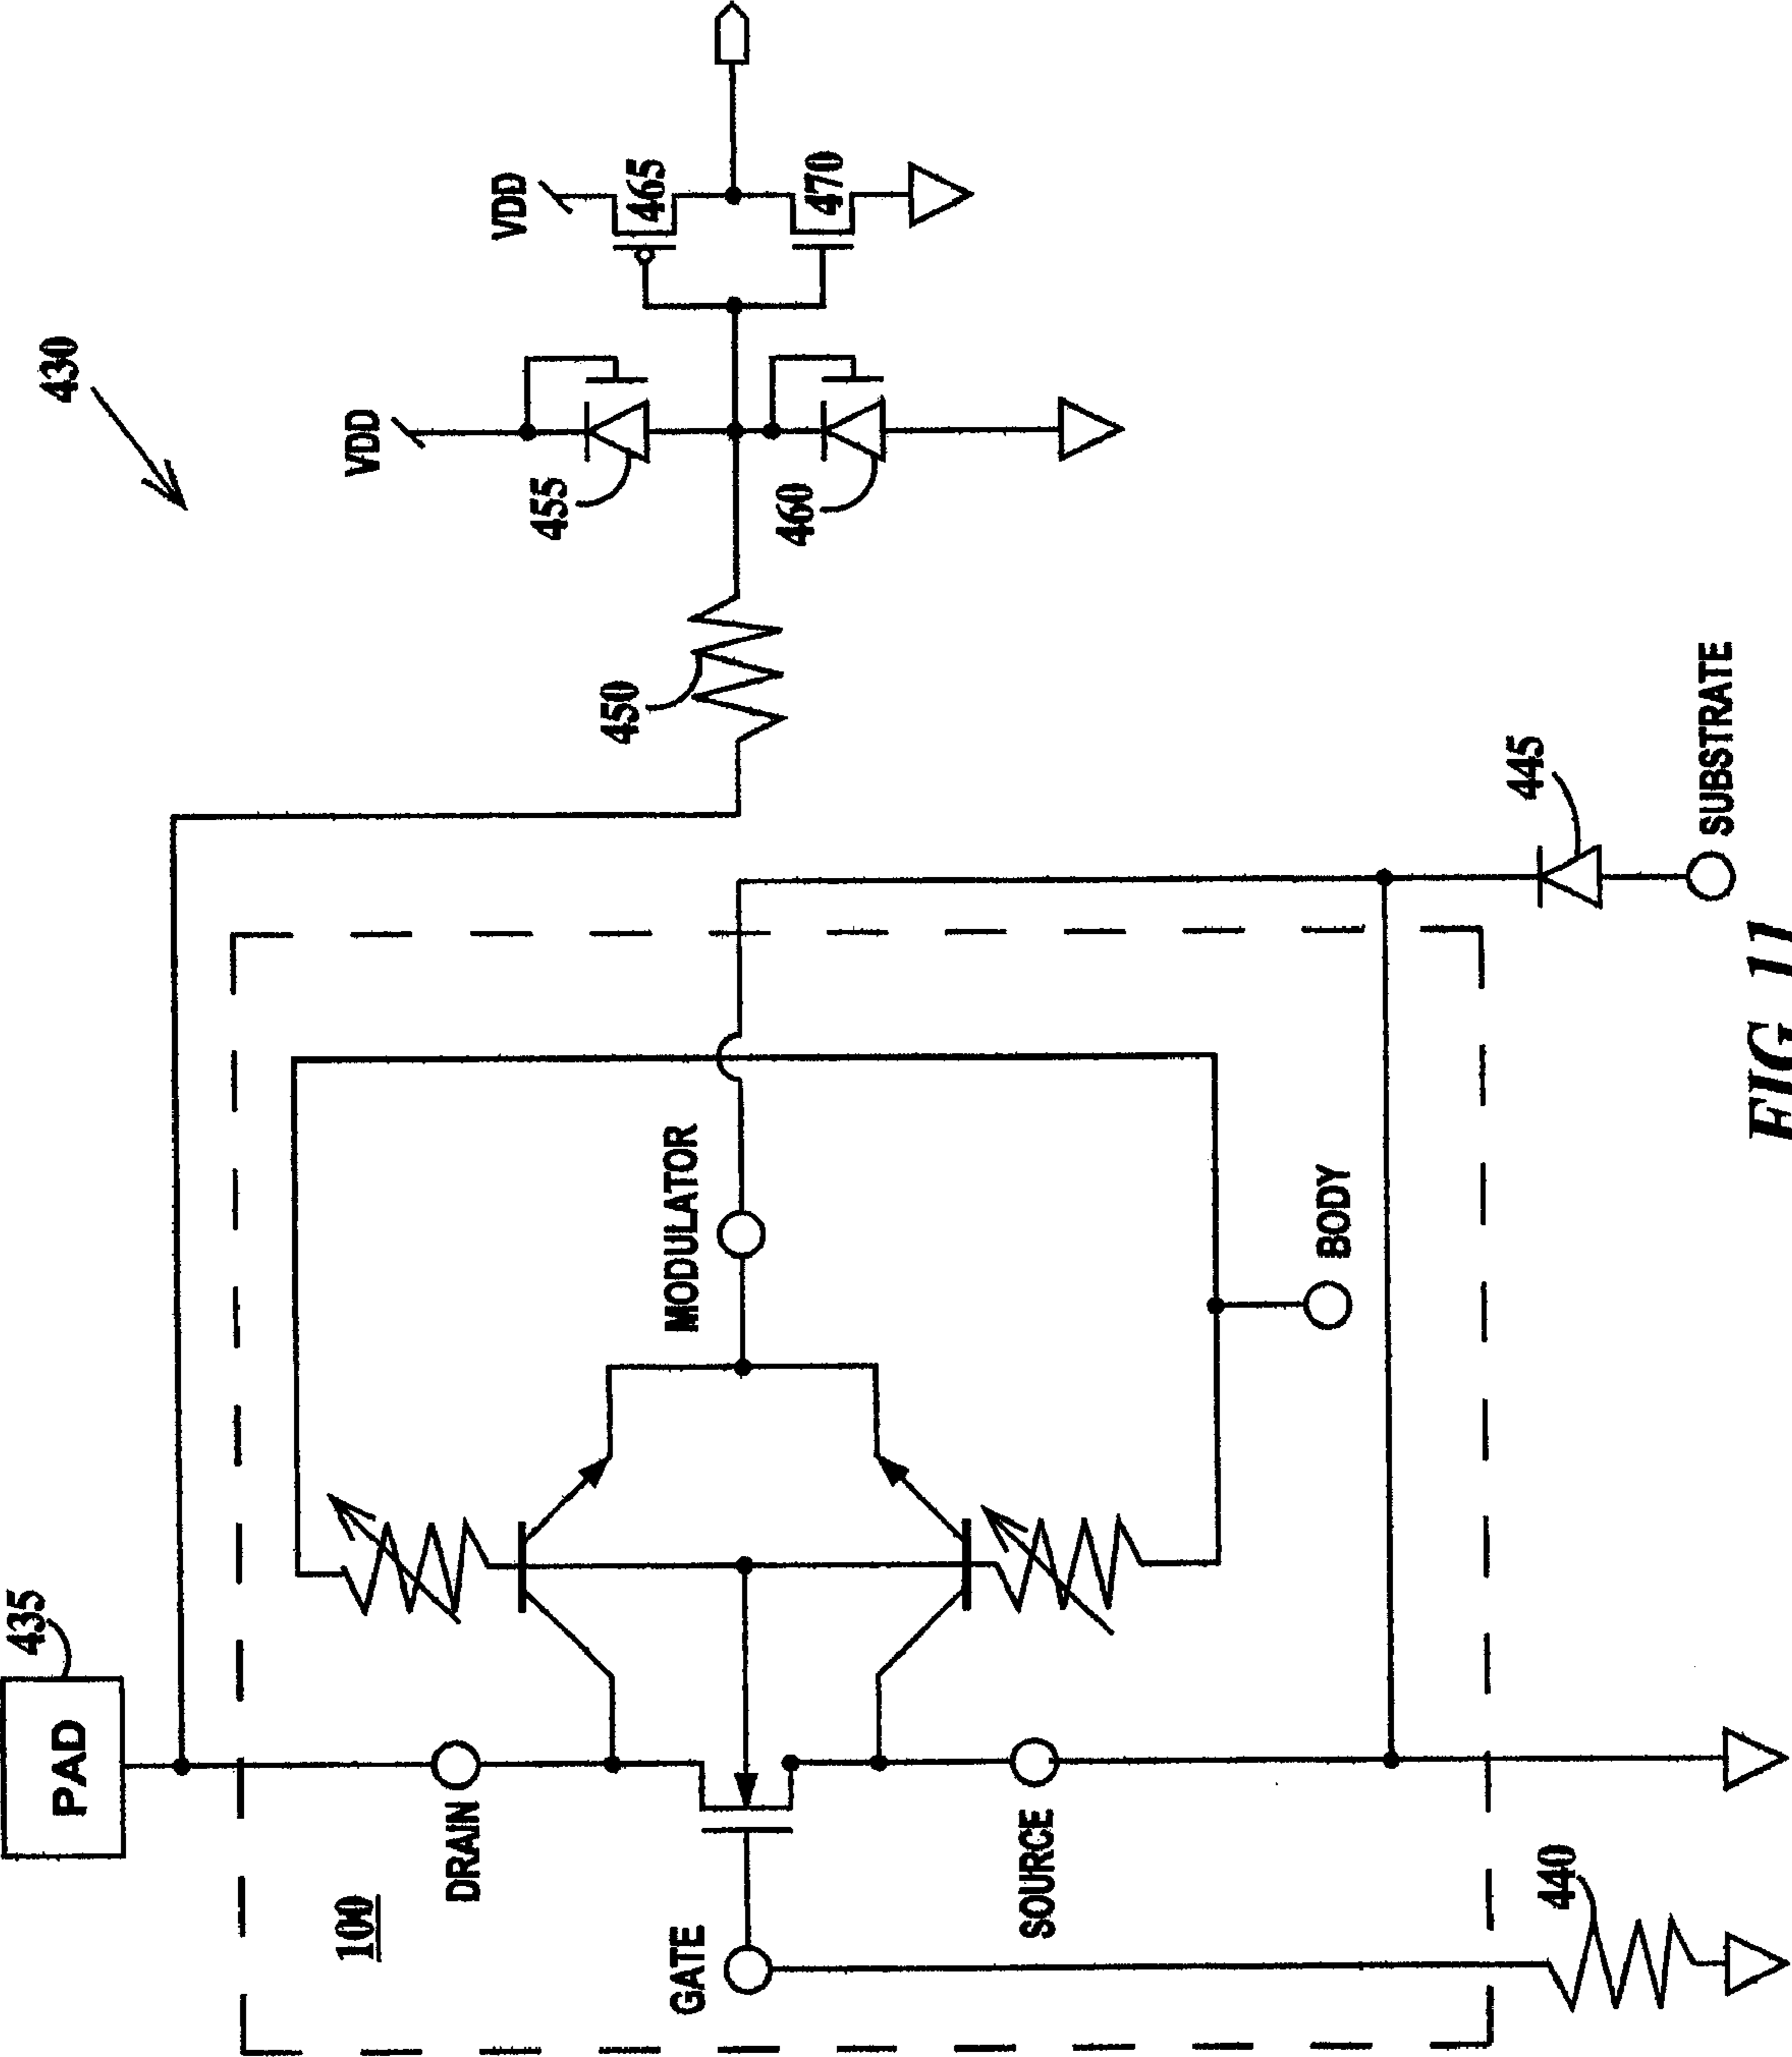 430
PAD
435
VDD
VDD
465
470
455
460
450
100
DRAIN
GATE
SOURCE
MODULATOR
BODY
440
445
SUBSTRATE
FIG 11